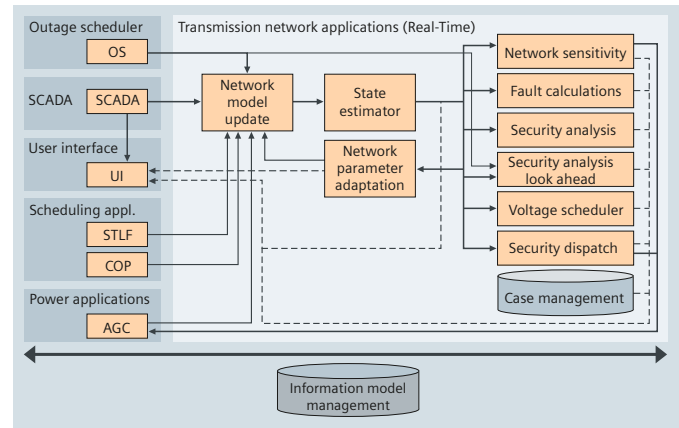 Outage scheduler
OS
SCADA
SCADA
User interface
UI
Scheduling appl.
STLF
COP
Power applications
AGC
Transmission network applications (Real-Time)
Network
model
update
State
estimator
Network
parameter
adaptation
Network sensitivity
Fault calculations
Security analysis
Security analysis
look ahead
Voltage scheduler
Security dispatch
Case management
Information model
management